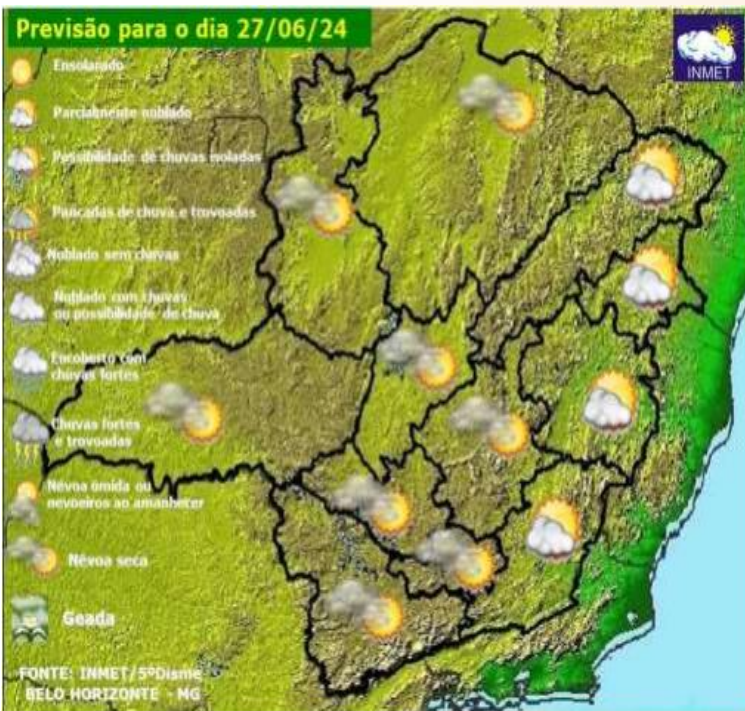 Previsão para o dia 27/06/24
INMET
Ensolarado
Parcialmente nublado
Possibilidade de chuvas isoladas
Pancadas de chuva e trovoadas
Nublado sem chuvas
Nublado com chuvas
ou possibilidade de chuva
Encoberto com
chuvas fortes
Chuvas fortes
e trovoadas
Névoa úmida ou
nevoeiros ao amanhecer
Névoa seca
Geada
FONTE: INMET/5ºDisme
BELO HORIZONTE - MG